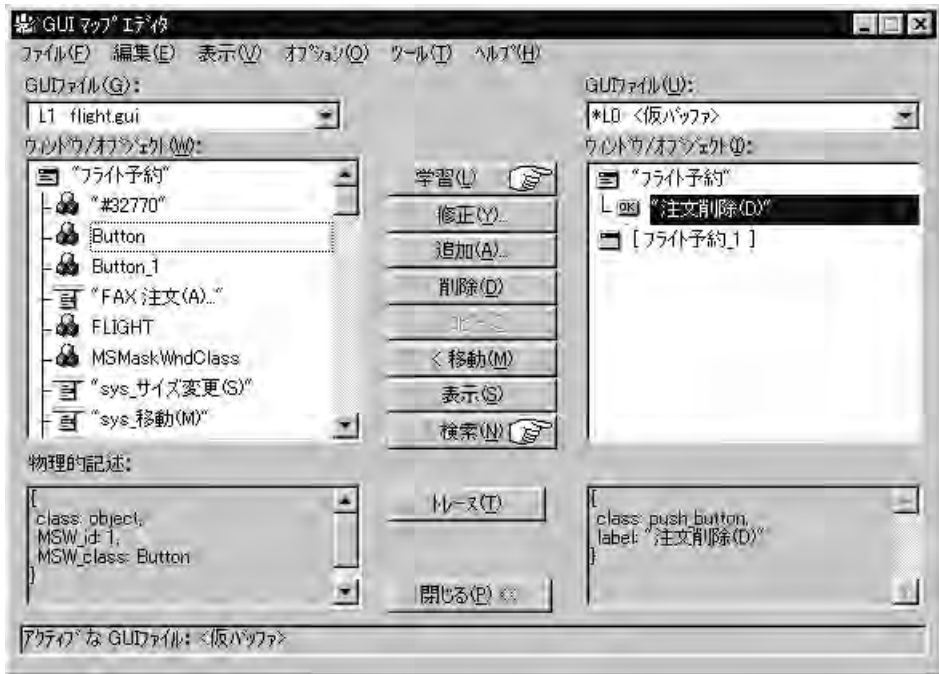 GUI マップ エディタ
ファイル(F) 編集(E) 表示(V) オプション(O) ツール(T) ヘルプ(H)
GUIファイル(G):
L1 flight.gui
ウィンドウ/オブジェクト(W):
"フライト予約"
"#32770"
Button
Button_1
"FAX 注文(A)..."
FLIGHT
MSMaskWndClass
"sys_サイズ変更(S)"
"sys_移動(M)"
物理的記述:
{
class: object,
MSW_id: 1,
MSW_class: Button
}
学習(L)
修正(Y)...
追加(A)...
削除(D)
< 移動(M)
表示(S)
検索(N)
トレース(T)
閉じる(P) <<
GUIファイル(U):
*L0 <仮バッファ>
ウィンドウ/オブジェクト(I):
"フライト予約"
OK "注文削除(D)"
[ フライト予約_1 ]
{
class: push_button,
label: "注文削除(D)"
}
アクティブ な GUIファイル: <仮バッファ>